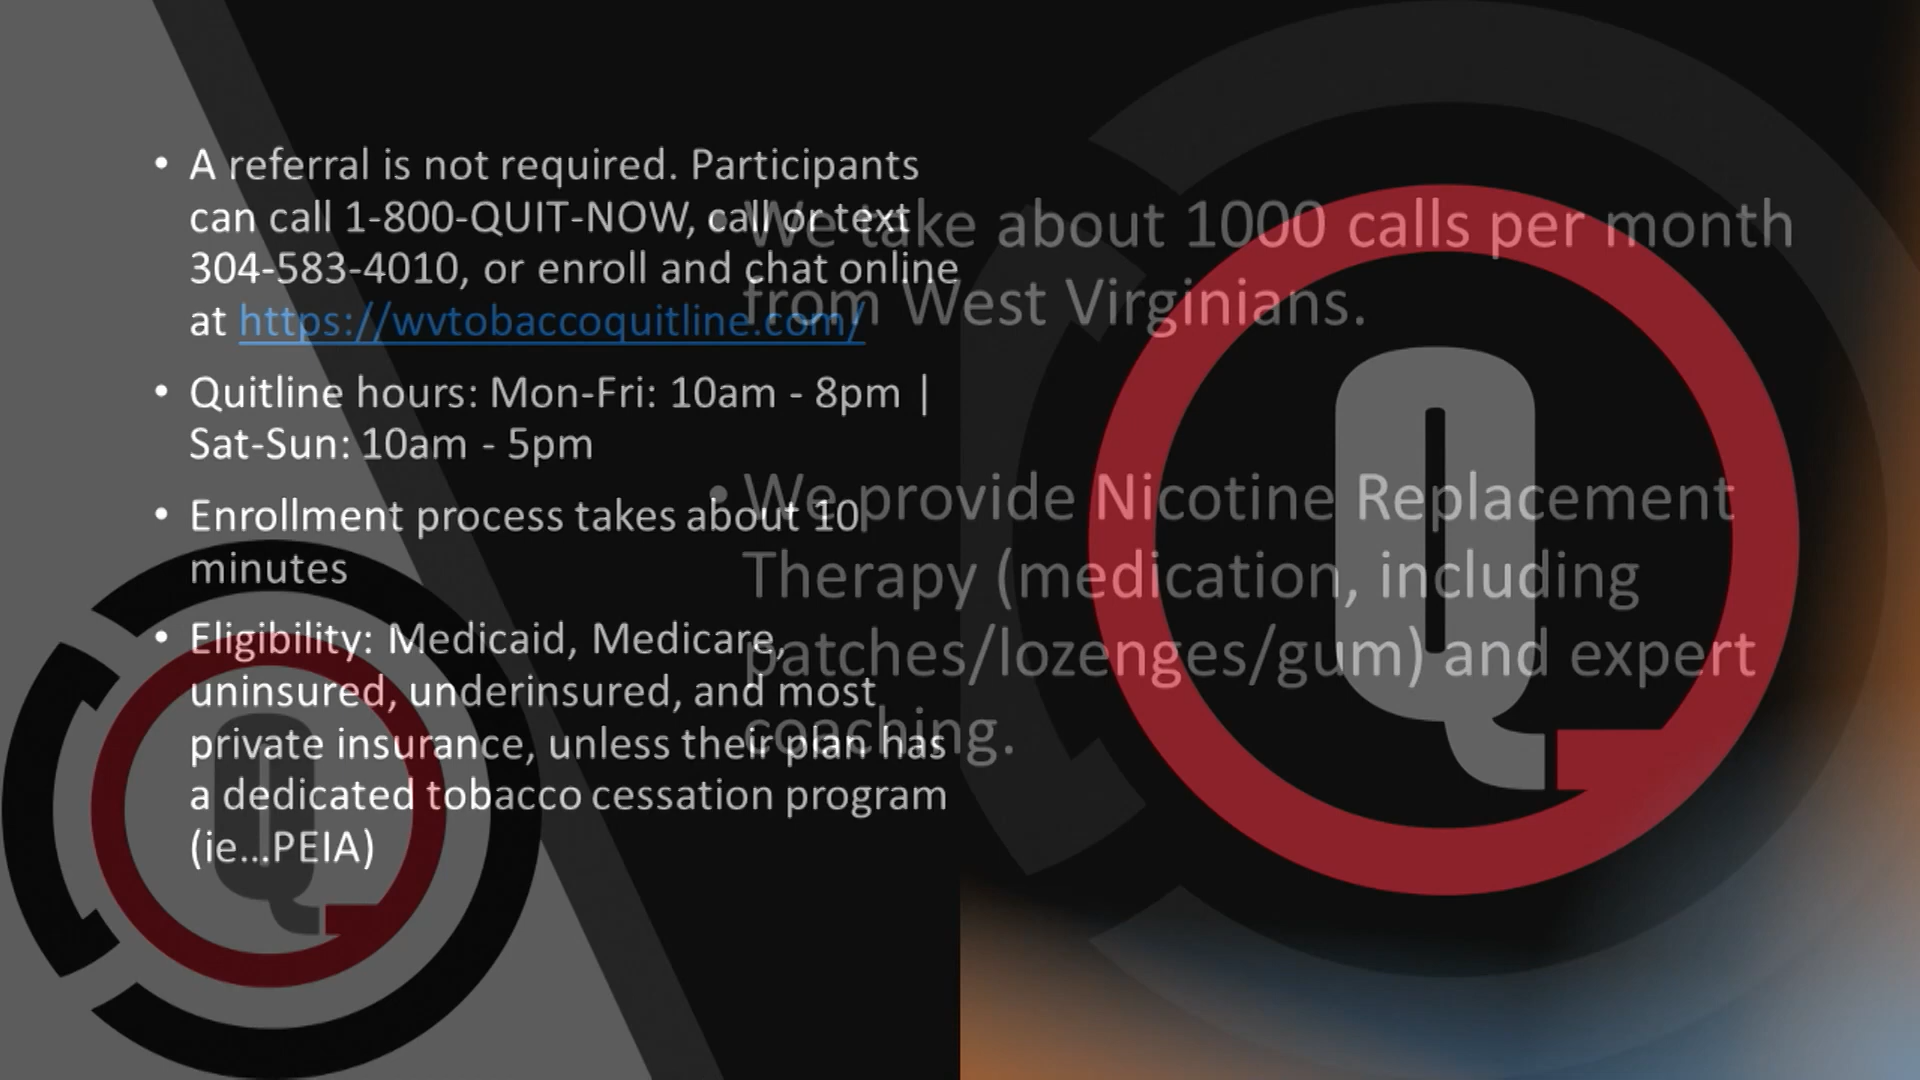 • A referral is not required. Participants
can call 1-800-QUIT-NOW, call or text
304-583-4010, or enroll and chat online
at https://wvtobaccoquitline.com/
• Quitline hours: Mon-Fri: 10am - 8pm |
Sat-Sun: 10am - 5pm
• Enrollment process takes about 10
minutes
• Eligibility: Medicaid, Medicare,
uninsured, underinsured, and most
private insurance, unless their plan has
a dedicated tobacco cessation program
(ie...PEIA)
• We take about 1000 calls per month
from West Virginians.
• We provide Nicotine Replacement
Therapy (medication, including
patches/lozenges/gum) and expert
coaching.
Q
Q